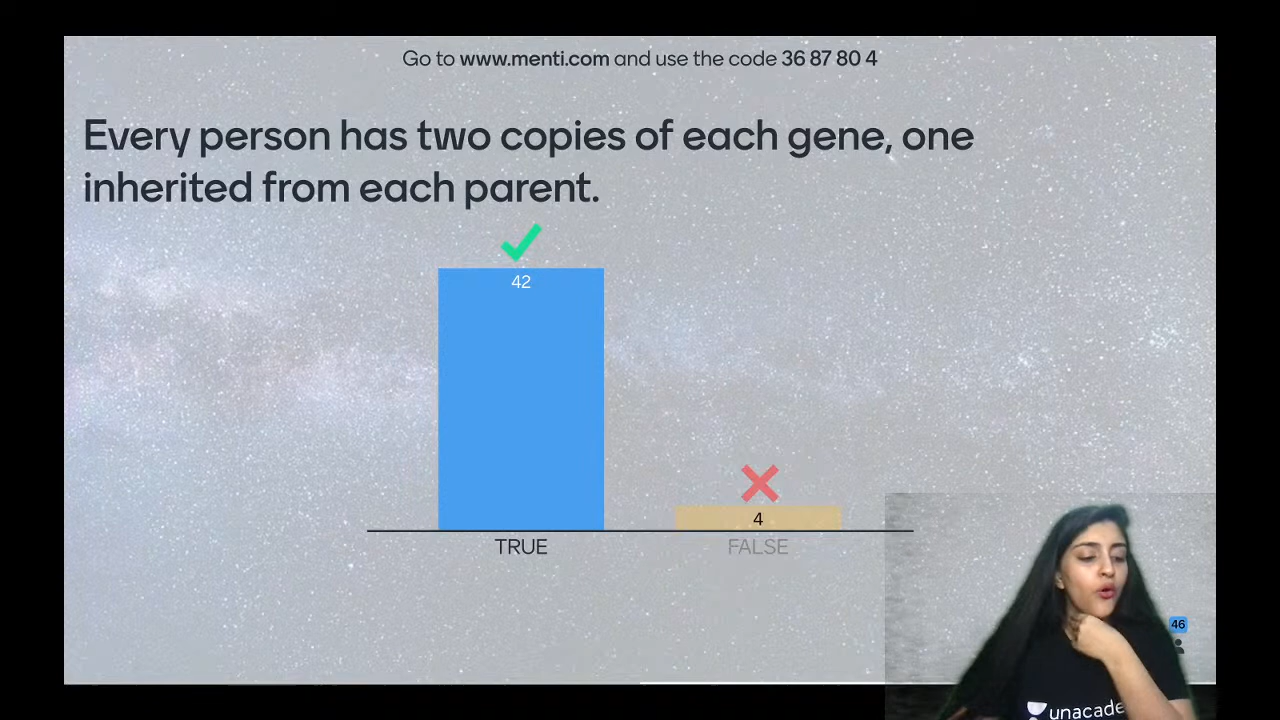 Go to www.menti.com and use the code 36 87 80 4
Every person has two copies of each gene, one
inherited from each parent.
42
4
TRUE
FALSE
46
unacade